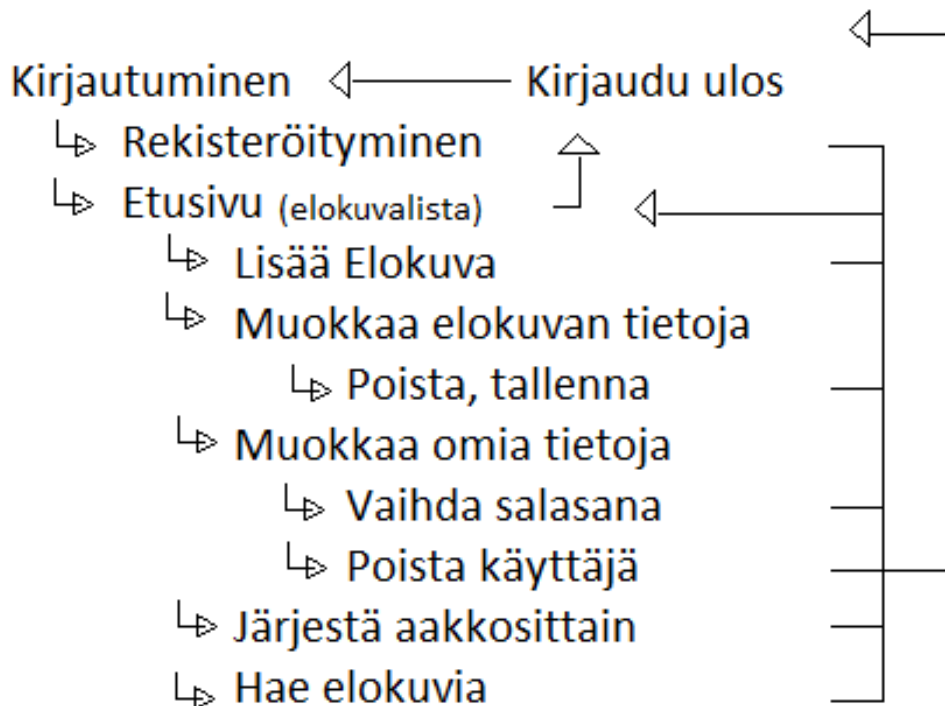 Kirjautuminen Kirjaudu ulos
Rekisteröityminen
Etusivu (elokuvalista)
Lisää Elokuva
Muokkaa elokuvan tietoja
Poista, tallenna
Muokkaa omia tietoja
Vaihda salasana
Poista käyttäjä
Järjestä aakkosittain
Hae elokuvia